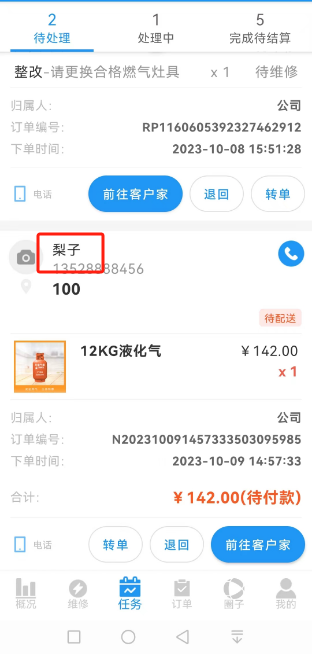 2 1 5
待处理 处理中 完成待结算
整改-请更换合格燃气灶具 x 1 待维修
归属人： 公司
订单编号： RP1160605392327462912
下单时间： 2023-10-08 15:51:28
电话 前往客户家 退回 转单
梨子
13528888456
100
待配送
12KG液化气 ￥142.00
x 1
归属人： 公司
订单编号： N202310091457333503095985
下单时间： 2023-10-09 14:57:33
合计： ￥142.00(待付款)
电话 转单 退回 前往客户家
概况 维修 任务 订单 圈子 我的